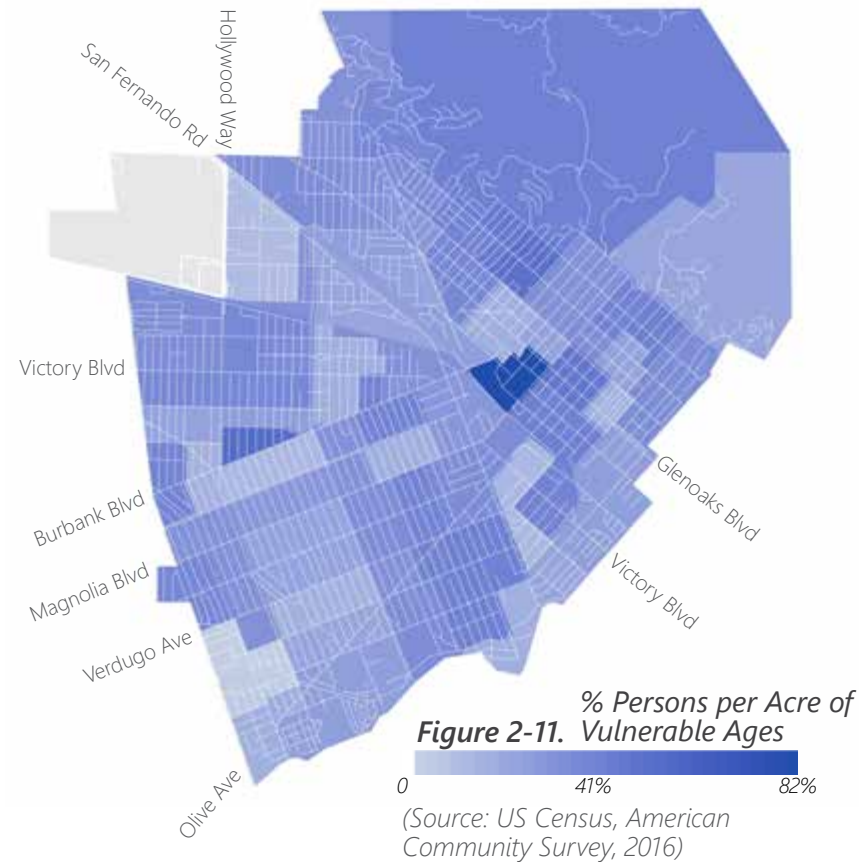 Hollywood Way
San Fernando Rd
Victory Blvd
Burbank Blvd
Magnolia Blvd
Verdugo Ave
Olive Ave
Glenoaks Blvd
Victory Blvd
Figure 2-11. % Persons per Acre of
Vulnerable Ages
0 41% 82%
(Source: US Census, American
Community Survey, 2016)